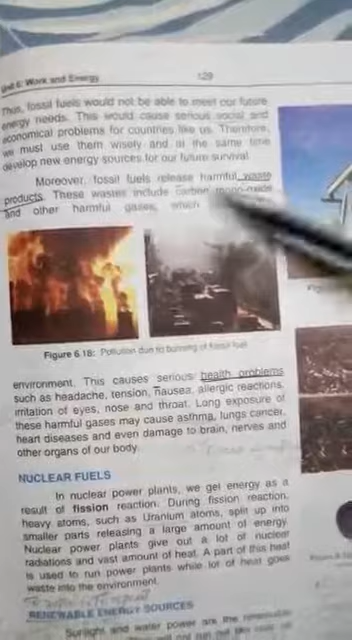 Unit 6: Work and Energy 129
Thus, fossil fuels would not be able to meet our future
energy needs. This would cause serious social and
economical problems for countries like us. Therefore,
we must use them wisely and at the same time
develop new energy sources for our future survival.
Moreover, fossil fuels release harmful waste
products. These wastes include carbon mono-oxide
and other harmful gases, which
Figure 6.18: Pollution due to burning of fossil fuel
environment. This causes serious health problems
such as headache, tension, nausea, allergic reactions,
irritation of eyes, nose and throat. Long exposure of
these harmful gases may cause asthma, lungs cancer,
heart diseases and even damage to brain, nerves and
other organs of our body.
NUCLEAR FUELS
In nuclear power plants, we get energy as a
result of fission reaction. During fission reaction,
heavy atoms, such as Uranium atoms, split up into
smaller parts releasing a large amount of energy.
Nuclear power plants give out a lot of nuclear
radiations and vast amount of heat. A part of this heat
is used to run power plants while lot of heat goes
waste into the environment.
RENEWABLE ENERGY SOURCES
Sunlight and water power are the renewable